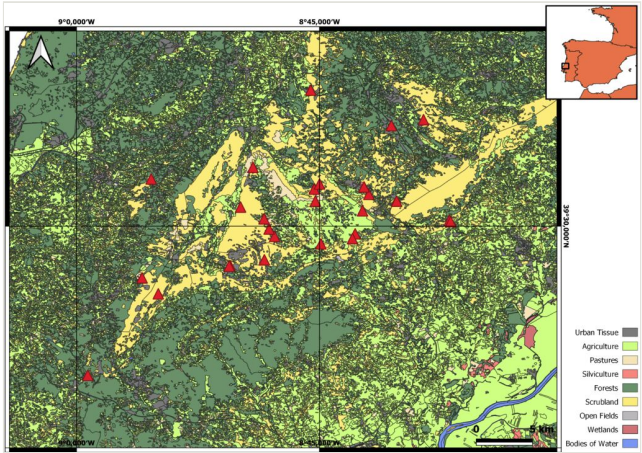 9°0,000'W
8°45,000'W
39°30,000'N
Urban Tissue
Agriculture
Pastures
Silviculture
Forests
Scrubland
Open Fields
Wetlands
Bodies of Water
0
5 km
9°0,000'W
8°45,000'W